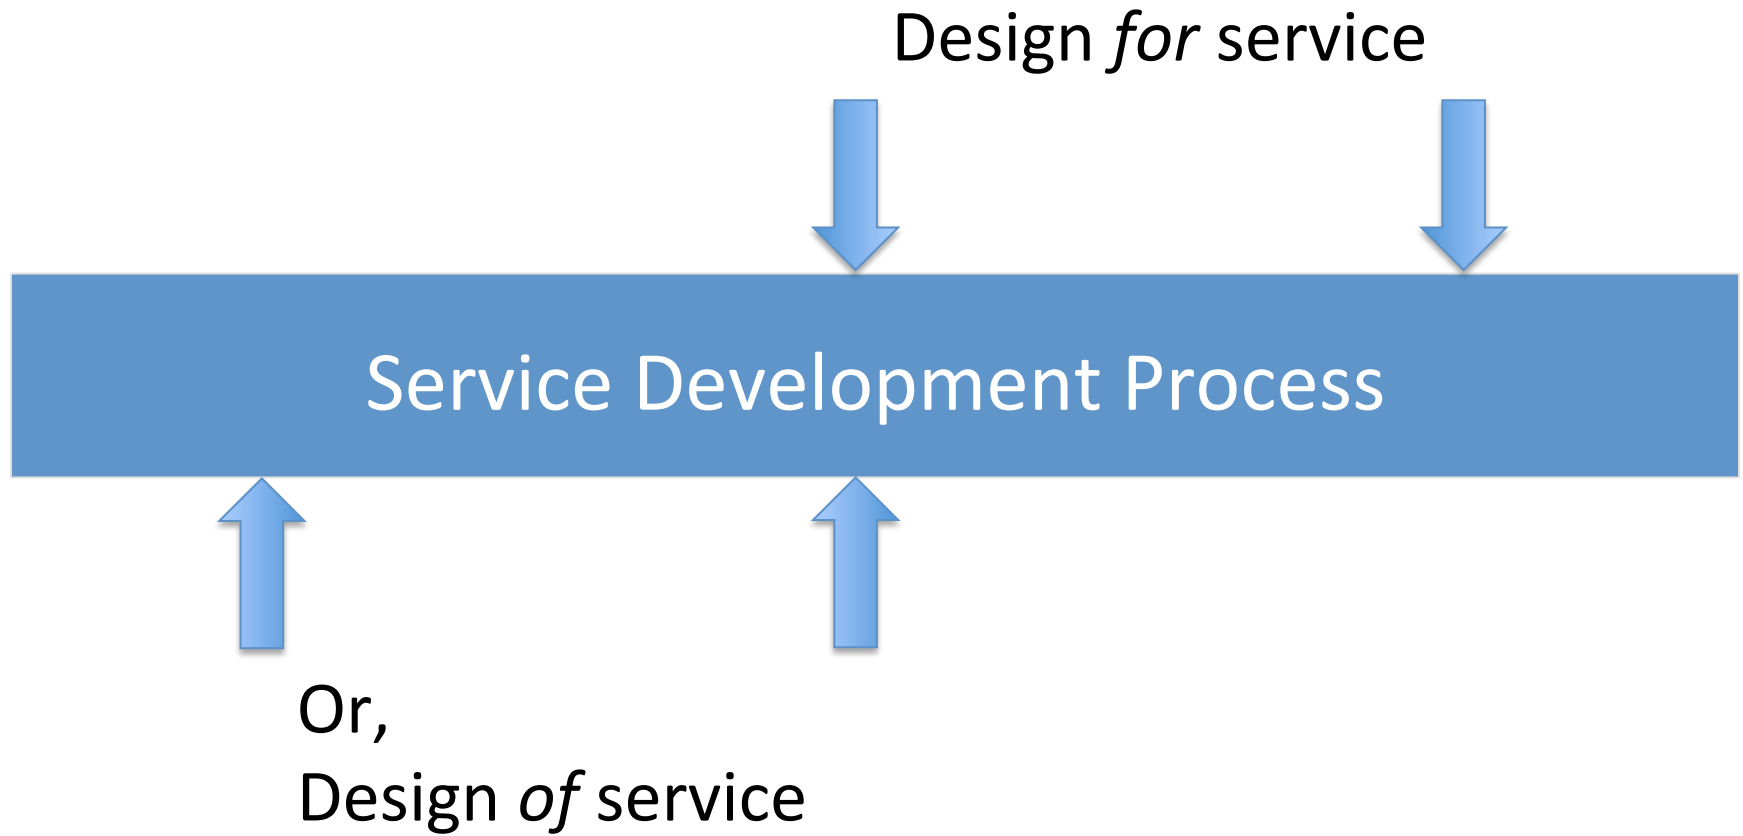 Design for service
Service Development Process
Or,
Design of service